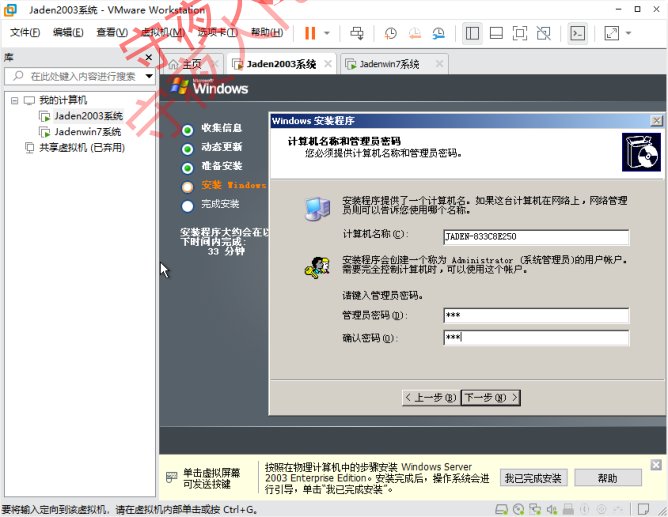 Jaden2003系统 - VMware Workstation
文件(F) 编辑(E) 查看(V) 虚拟机(M) 选项卡(T) 帮助(H)
库
在此处键入内容进行搜索
我的计算机
Jaden2003系统
Jadenwin7系统
共享虚拟机 (已弃用)
主页 Jaden2003系统 Jadenwin7系统
Windows
收集信息
动态更新
准备安装
安装 Windows
完成安装
安装程序大约会在以
下时间内完成:
33 分钟
Windows 安装程序
计算机名称和管理员密码
您必须提供计算机名称和管理员密码。
安装程序提供了一个计算机名。如果这台计算机在网络上，网络管理
员则可以告诉您使用哪个名称。
计算机名称(C): JADEN-833C8E250
安装程序会创建一个称为 Administrator (系统管理员)的用户帐户。
需要完全控制计算机时，可以使用这个帐户。
请键入管理员密码。
管理员密码(D): ***
确认密码(O): ***
< 上一步(B) 下一步(N) >
单击虚拟屏幕
可发送按键
按照在物理计算机中的步骤安装 Windows Server
2003 Enterprise Edition。安装完成后，操作系统会进
行引导，单击"我已完成安装"。
我已完成安装 帮助
要将输入定向到该虚拟机，请在虚拟机内部单击或按 Ctrl+G。
守夜人